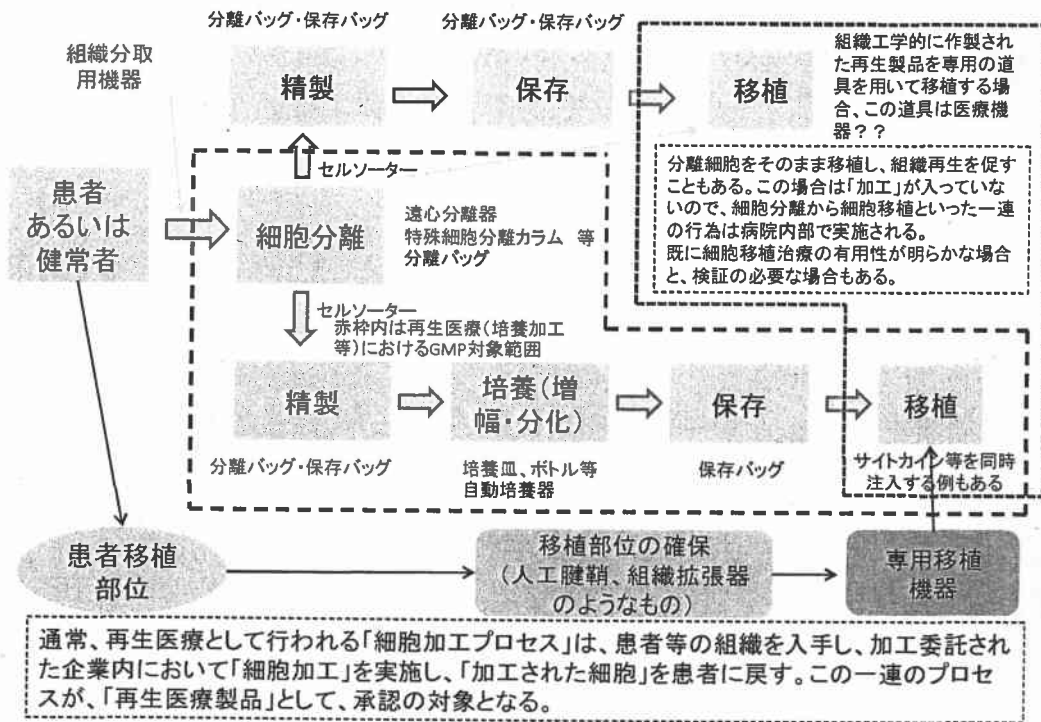 分離バッグ・保存バッグ
分離バッグ・保存バッグ
組織分取
用機器
精製
保存
移植
組織工学的に作製され
た再生製品を専用の道
具を用いて移植する場
合、この道具は医療機
器？？
セルソーター
分離細胞をそのまま移植し、組織再生を促す
こともある。この場合は「加工」が入っていな
いので、細胞分離から細胞移植といった一連
の行為は病院内部で実施される。
既に細胞移植治療の有用性が明らかな場合
と、検証の必要な場合もある。
患者
あるいは
健常者
細胞分離
遠心分離器
特殊細胞分離カラム 等
分離バッグ
セルソーター
赤枠内は再生医療（培養加工
等）におけるGMP対象範囲
精製
培養（増
幅・分化）
保存
移植
分離バッグ・保存バッグ
培養皿、ボトル等
自動培養器
保存バッグ
サイトカイン等を同時
注入する例もある
患者移植
部位
移植部位の確保
（人工腱鞘、組織拡張器
のようなもの）
専用移植
機器
通常、再生医療として行われる「細胞加工プロセス」は、患者等の組織を入手し、加工委託され
た企業内において「細胞加工」を実施し、「加工された細胞」を患者に戻す。この一連のプロセ
スが、「再生医療製品」として、承認の対象となる。